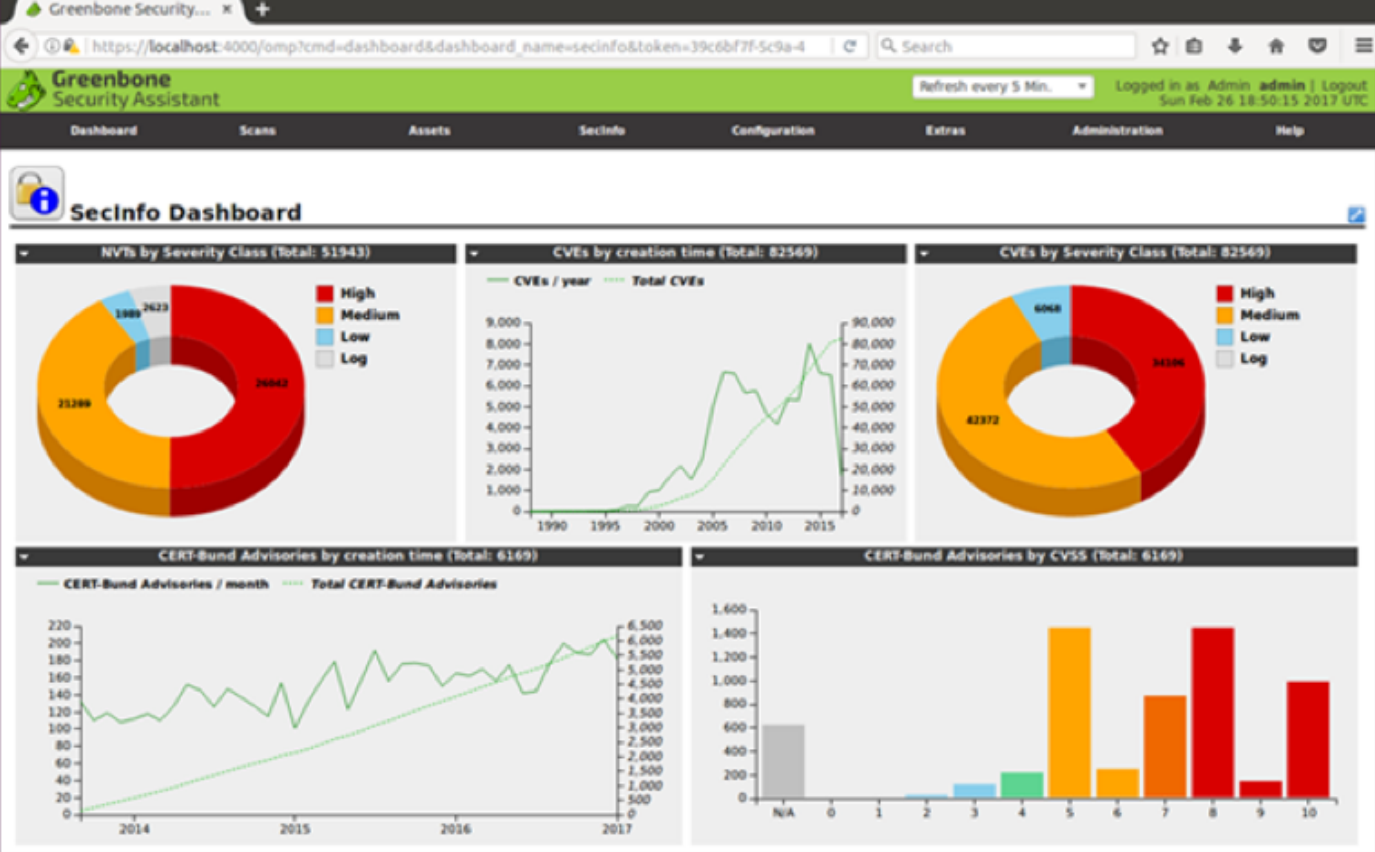 Greenbone Security... × +
https://localhost:4000/omp?cmd=dashboard&dashboard_name=secinfo&token=39c6bf7f-5c9a-4
Search
Greenbone
Security Assistant
Refresh every 5 Min.
Logged in as Admin admin | Logout
Sun Feb 26 18:50:15 2017 UTC
Dashboard Scans Assets SecInfo Configuration Extras Administration Help
SecInfo Dashboard
NVTs by Severity Class (Total: 51943)
High
Medium
Low
Log
1989
2623
21289
CVEs by creation time (Total: 82569)
CVEs / year Total CVEs
9,000 90,000
8,000 80,000
7,000 70,000
6,000 60,000
5,000 50,000
4,000 40,000
3,000 30,000
2,000 20,000
1,000 10,000
0 0
1990 1995 2000 2005 2010 2015
CVEs by Severity Class (Total: 82569)
High
Medium
Low
Log
6068
42372
CERT-Bund Advisories by creation time (Total: 6169)
CERT-Bund Advisories / month Total CERT-Bund Advisories
220 6,500
200 6,000
180 5,500
160 5,000
140 4,500
120 4,000
100 3,500
80 3,000
60 2,500
40 2,000
20 1,500
0 1,000
500
0
2014 2015 2016 2017
CERT-Bund Advisories by CVSS (Total: 6169)
1,600
1,400
1,200
1,000
800
600
400
200
0
N/A 0 1 2 3 4 5 6 7 8 9 10